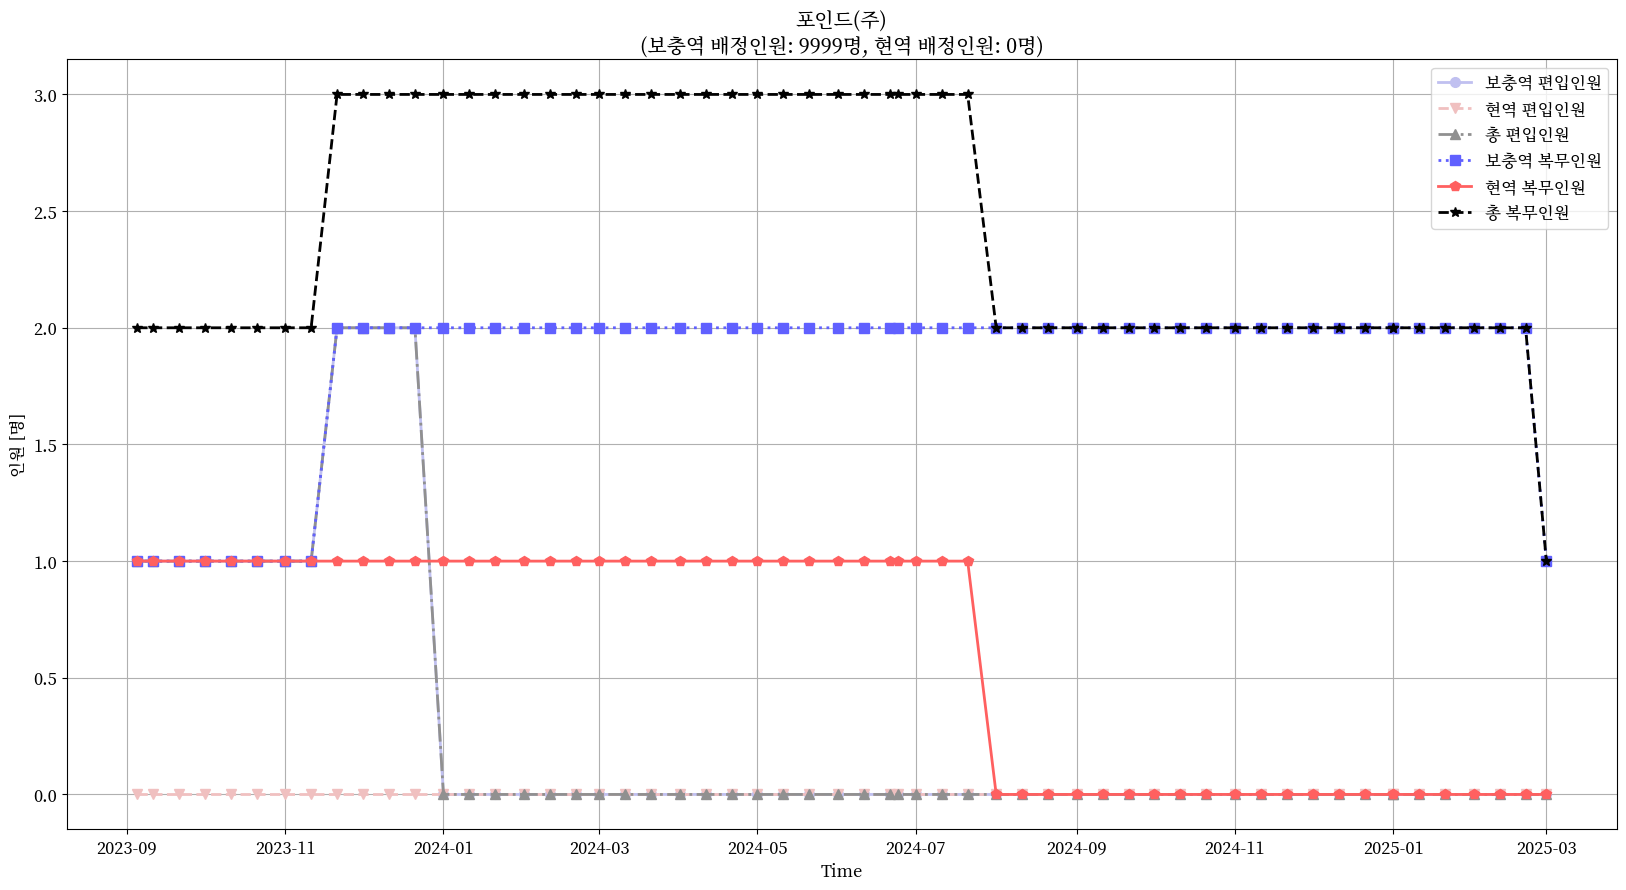 포인드(주)
(보충역 배정인원: 9999명, 현역 배정인원: 0명)
보충역 편입인원
현역 편입인원
총 편입인원
보충역 복무인원
현역 복무인원
총 복무인원
인원 [명]
3.0
2.5
2.0
1.5
1.0
0.5
0.0
2023-09
2023-11
2024-01
2024-03
2024-05
2024-07
2024-09
2024-11
2025-01
2025-03
Time